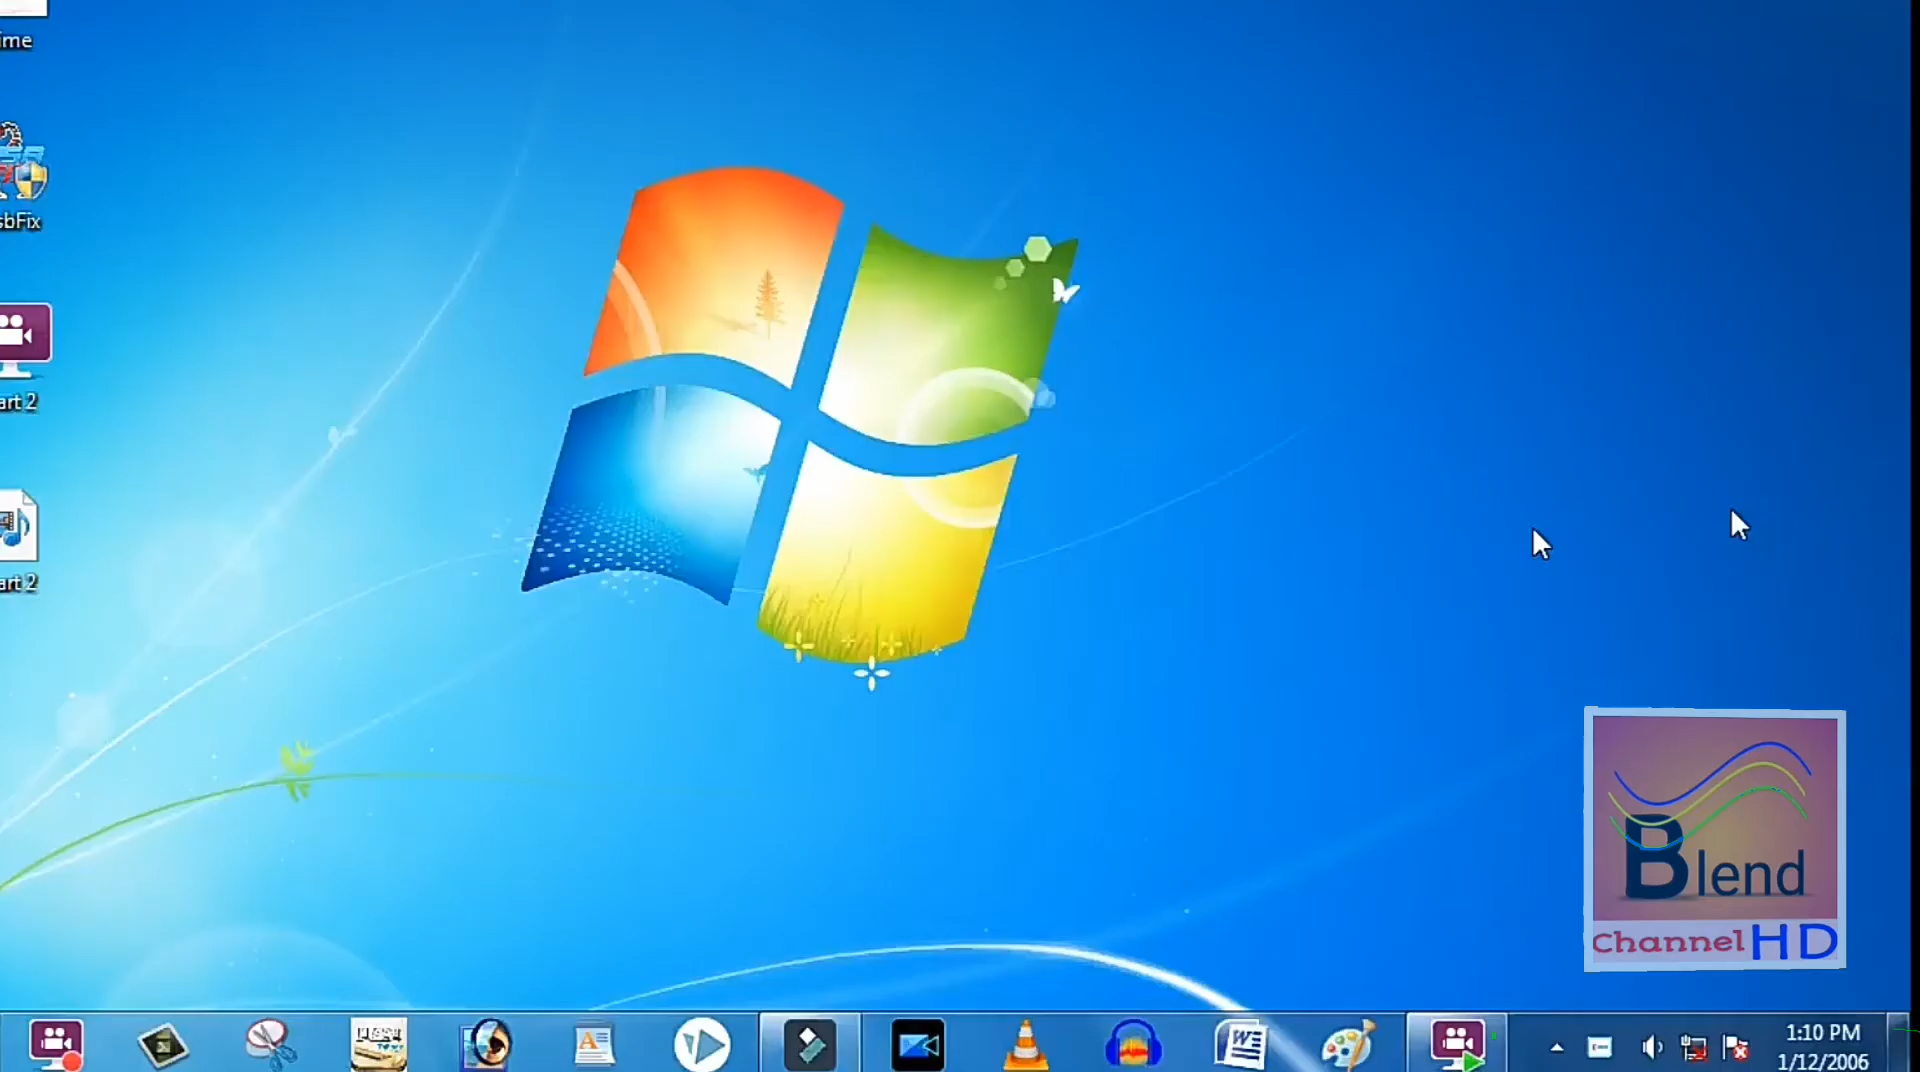 ime
sbFix
art 2
art 2
Blend
Channel HD
1:10 PM
1/12/2006